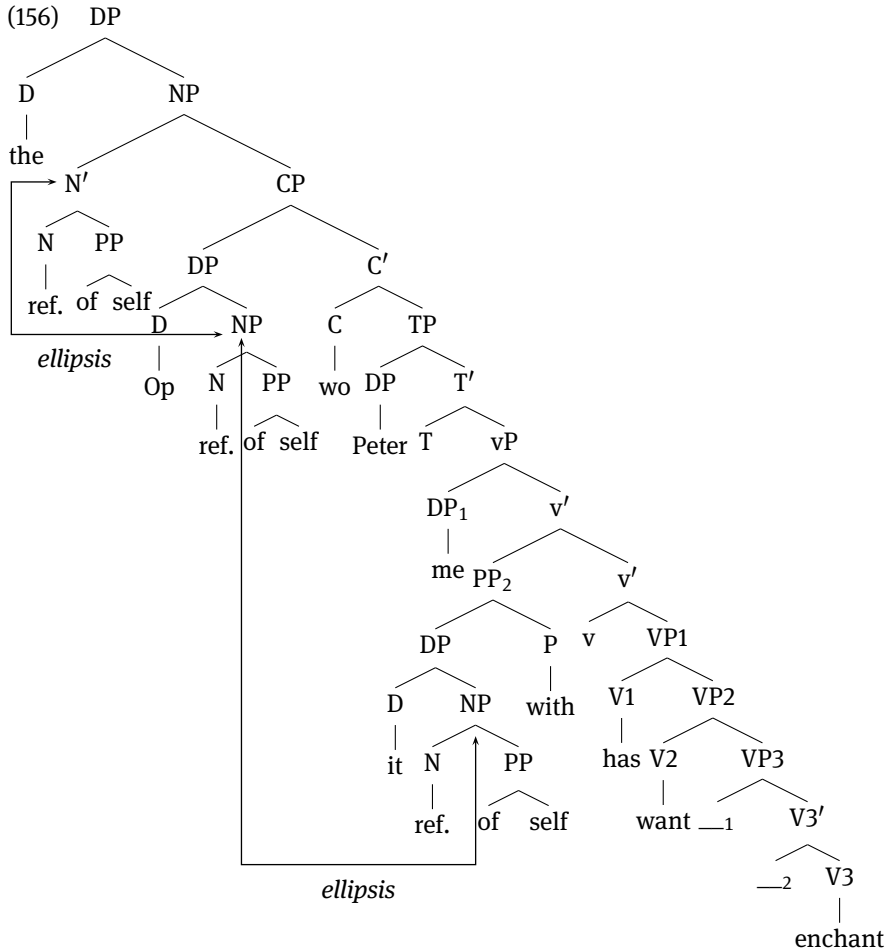 (156) DP
D NP
the
N′ CP
N PP DP C′
ref. of self D NP C TP
ellipsis
Op N PP wo DP T′
ref. of self Peter T vP
DP1 v′
me PP2 v′
DP P v VP1
D NP with V1 VP2
it N PP has V2 VP3
ref. of self want __1 V3′
ellipsis __2 V3
enchant